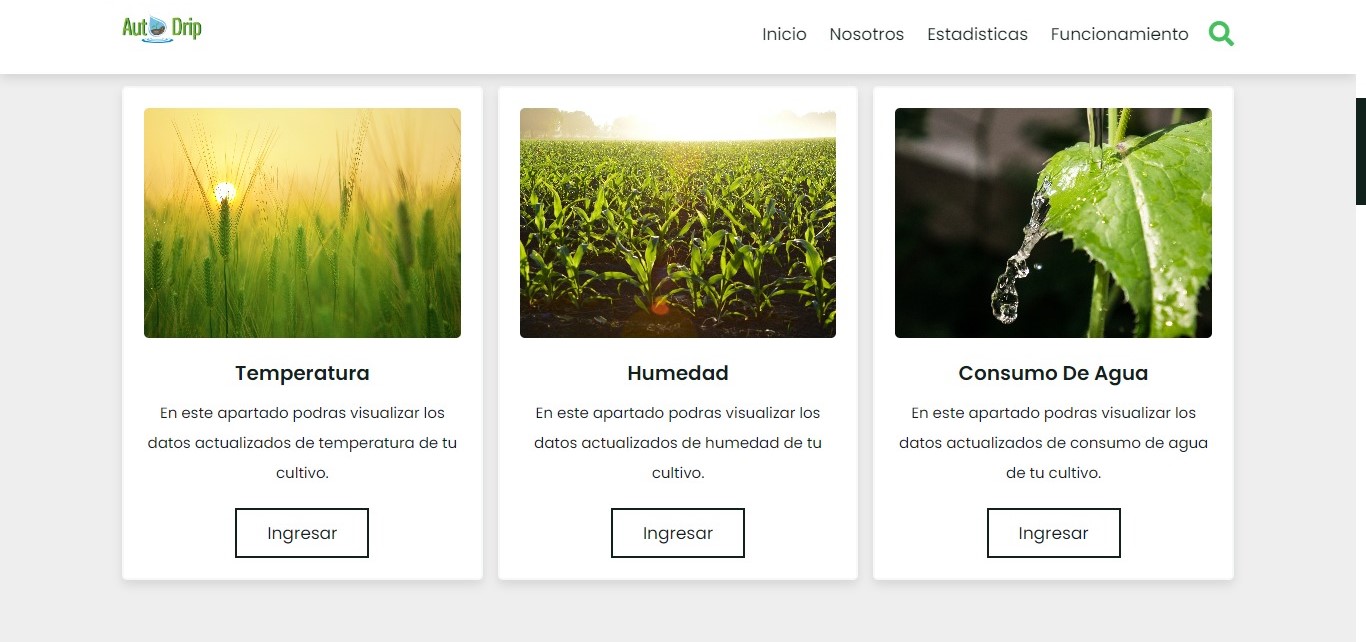 Aut Drip
Inicio Nosotros Estadisticas Funcionamiento
Temperatura
En este apartado podras visualizar los
datos actualizados de temperatura de tu
cultivo.
Ingresar
Humedad
En este apartado podras visualizar los
datos actualizados de humedad de tu
cultivo.
Ingresar
Consumo De Agua
En este apartado podras visualizar los
datos actualizados de consumo de agua
de tu cultivo.
Ingresar